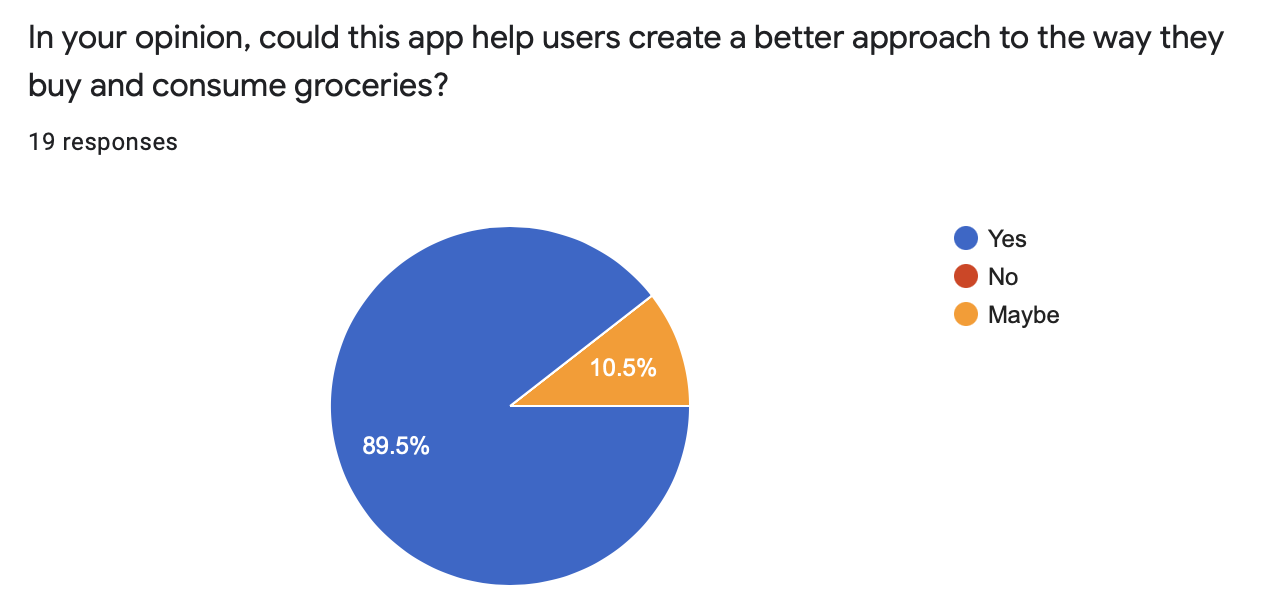 In your opinion, could this app help users create a better approach to the way they
buy and consume groceries?
19 responses
Yes
No
Maybe
10.5%
89.5%